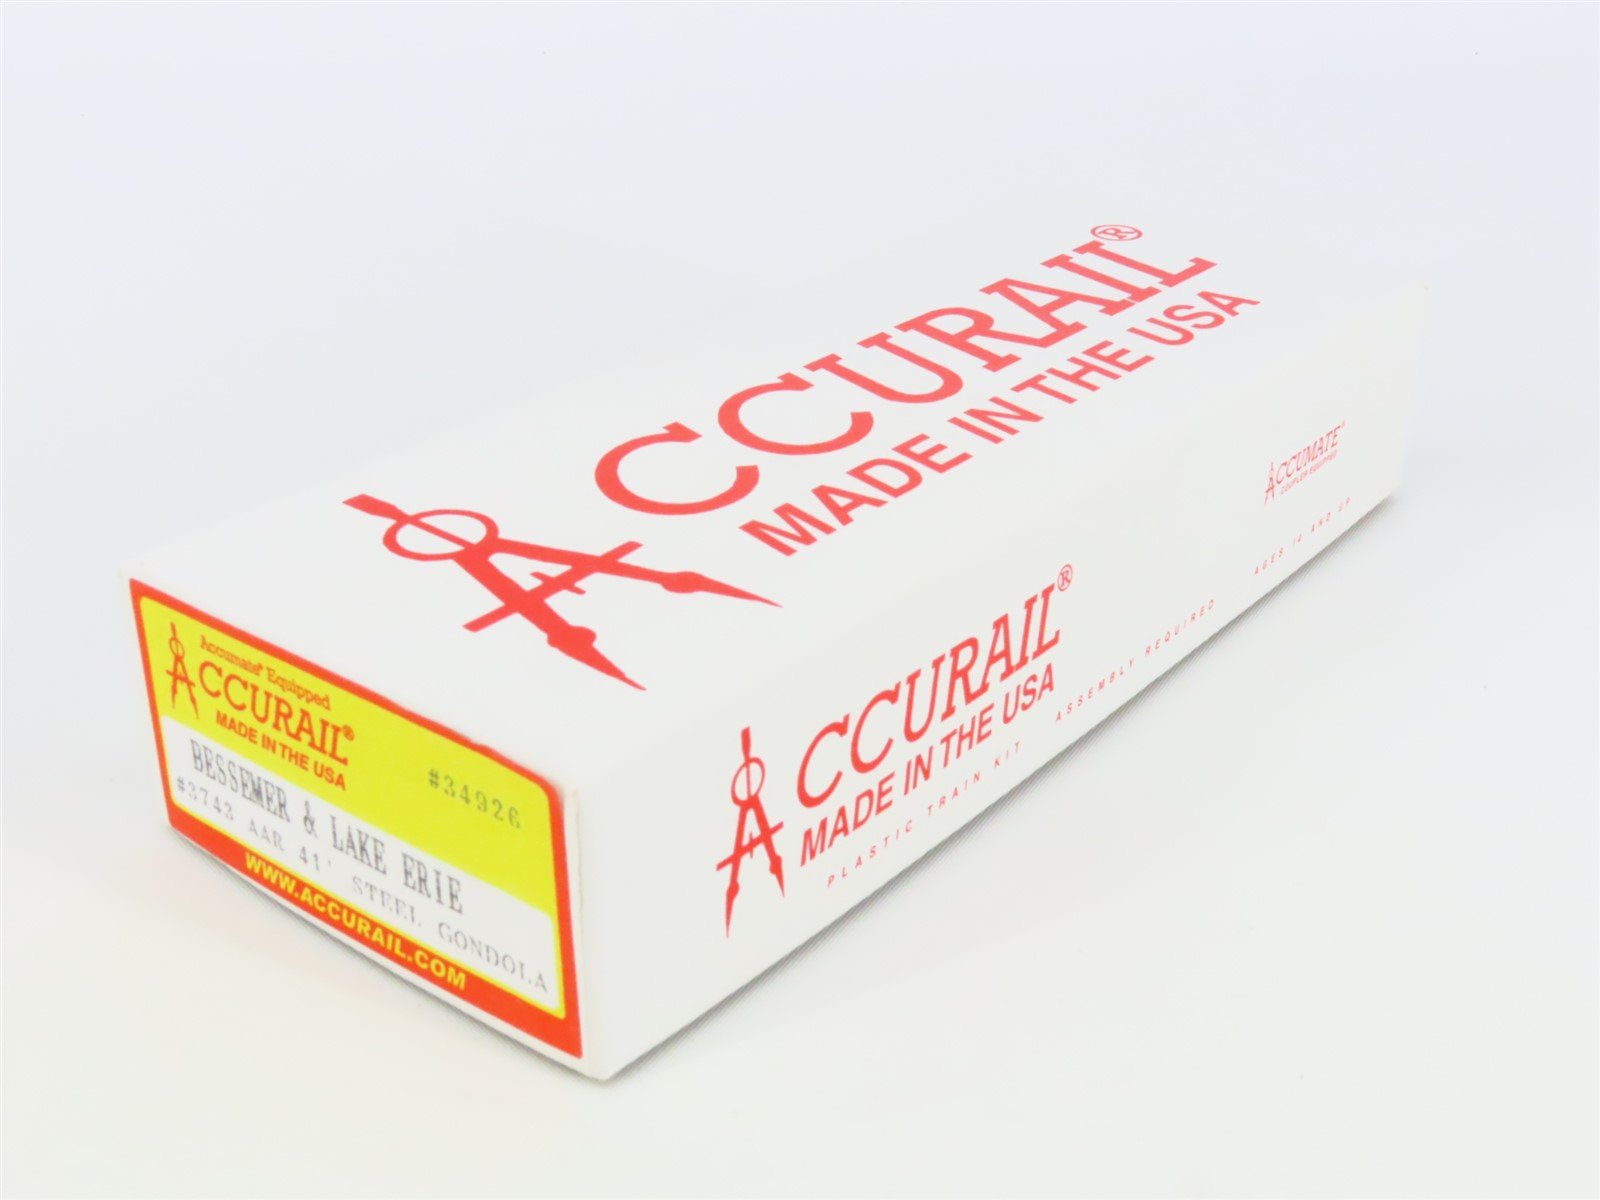 ACCURAIL®
MADE IN THE USA
ACCUMATE®
COUPLER EQUIPPED
AGES 14 AND UP
ACCURAIL®
MADE IN THE USA
PLASTIC TRAIN KIT ASSEMBLY REQUIRED
Accumate® Equipped
ACCURAIL®
MADE IN THE USA
#34926
BESSEMER & LAKE ERIE
#3743 AAR 41' STEEL GONDOLA
WWW.ACCURAIL.COM